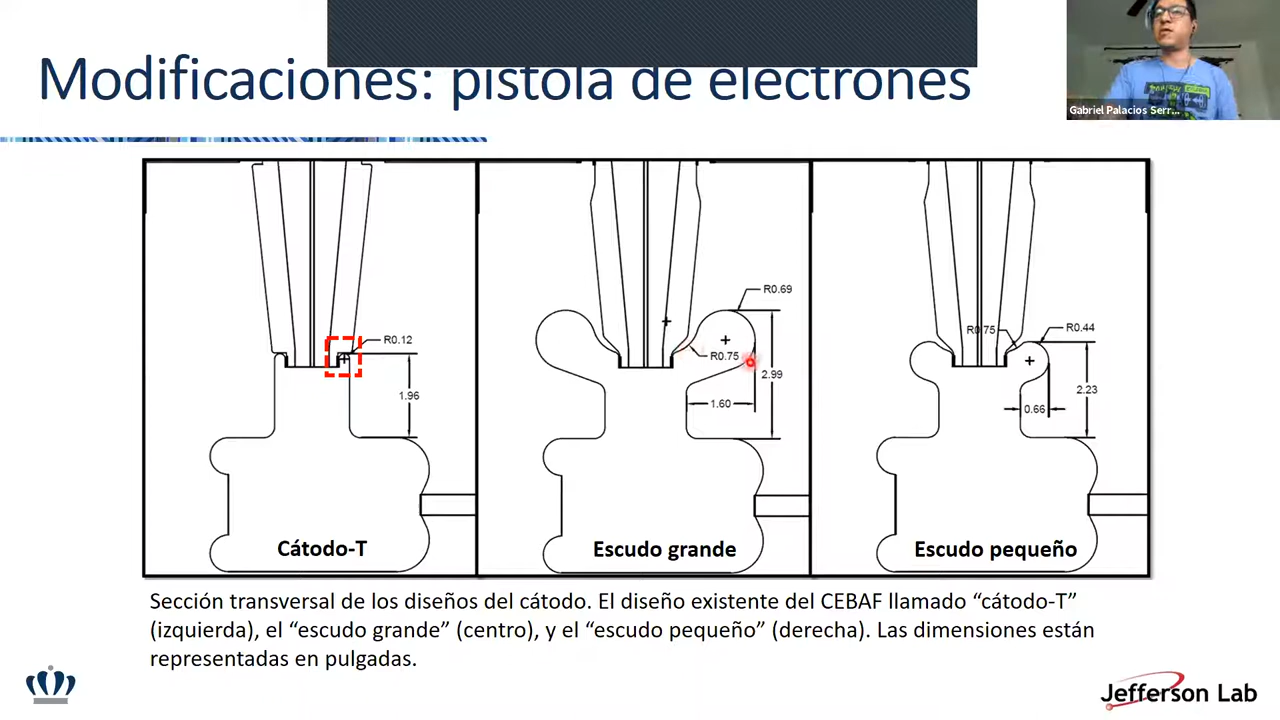 Modificaciones: pistola de electrones
Gabriel Palacios Serr...
R0.12
1.96
Cátodo-T
R0.69
R0.75
2.99
1.60
Escudo grande
R0.75
R0.44
2.23
0.66
Escudo pequeño
Sección transversal de los diseños del cátodo. El diseño existente del CEBAF llamado “cátodo-T”
(izquierda), el “escudo grande” (centro), y el “escudo pequeño” (derecha). Las dimensiones están
representadas en pulgadas.
Jefferson Lab